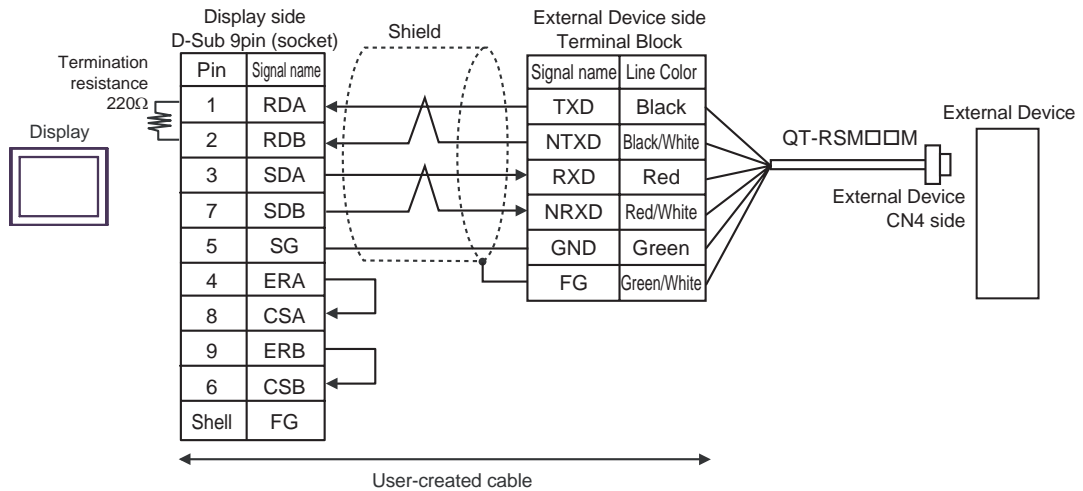 Display side
D-Sub 9pin (socket)
Shield
External Device side
Terminal Block
Termination
resistance
220Ω
Display
Pin Signal name
1 RDA
2 RDB
3 SDA
7 SDB
5 SG
4 ERA
8 CSA
9 ERB
6 CSB
Shell FG
Signal name Line Color
TXD Black
NTXD Black/White
RXD Red
NRXD Red/White
GND Green
FG Green/White
QT-RSM□□M
External Device
CN4 side
External Device
User-created cable